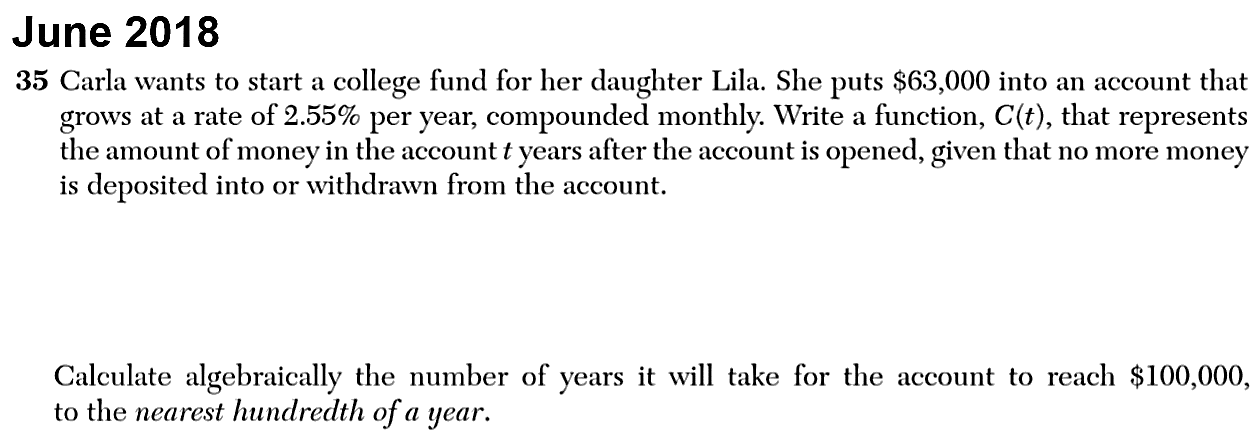 June 2018
35 Carla wants to start a college fund for her daughter Lila. She puts $63,000 into an account that
grows at a rate of 2.55% per year, compounded monthly. Write a function, C(t), that represents
the amount of money in the account t years after the account is opened, given that no more money
is deposited into or withdrawn from the account.
Calculate algebraically the number of years it will take for the account to reach $100,000,
to the nearest hundredth of a year.